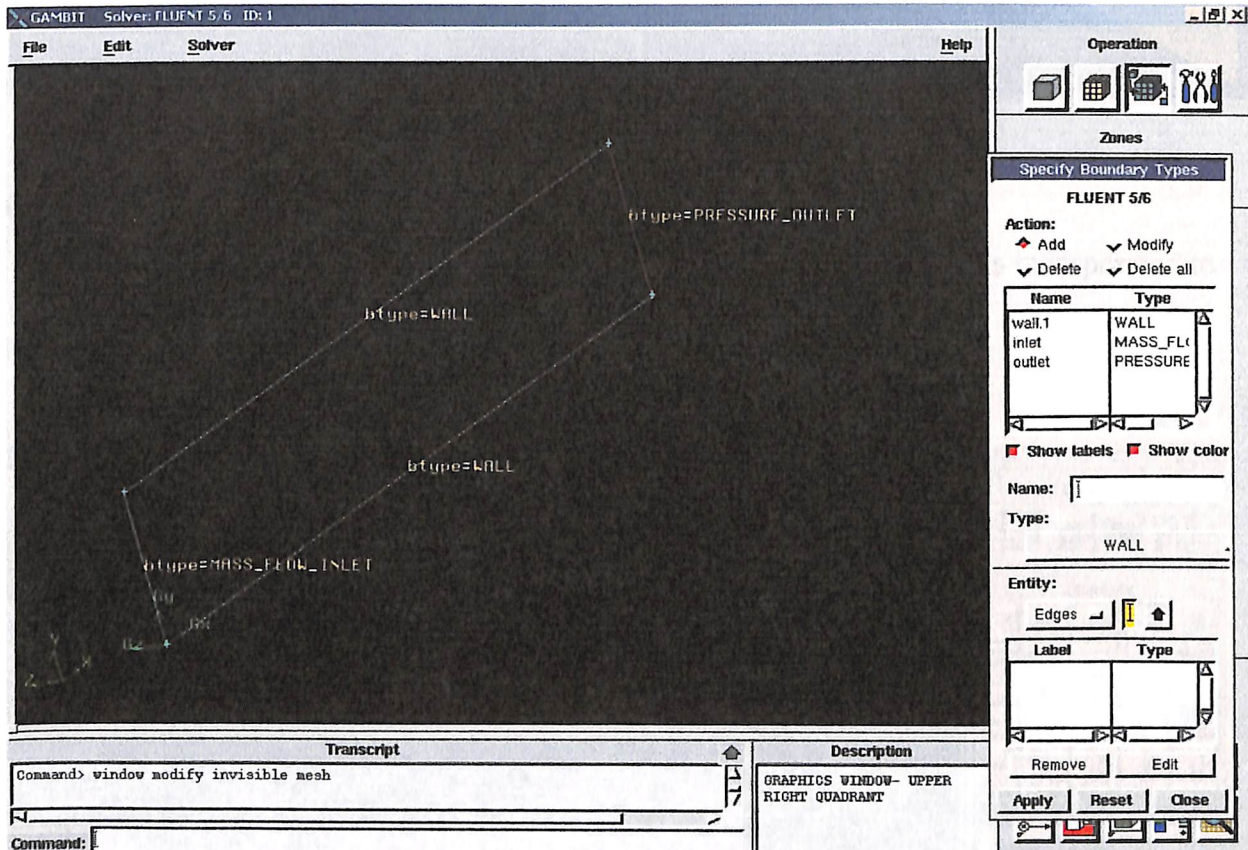 GAMBIT Solver: FLUENT 5/6 ID: 1
File Edit Solver Help
Operation
Zones
Specify Boundary Types
FLUENT 5/6
Action:
Add Modify
Delete Delete all
Name Type
wall.1 WALL
inlet MASS_FL(
outlet PRESSURE
Show labels Show color
Name:
Type:
WALL
Entity:
Edges
Label Type
Remove Edit
Apply Reset Close
btype=PRESSURE_OUTLET
btype=WALL
btype=WALL
btype=MASS_FLOW_INLET
Gy
Gx
Gz
Y
X
Z
Transcript
Command> window modify invisible mesh
Command:
Description
GRAPHICS WINDOW- UPPER
RIGHT QUADRANT